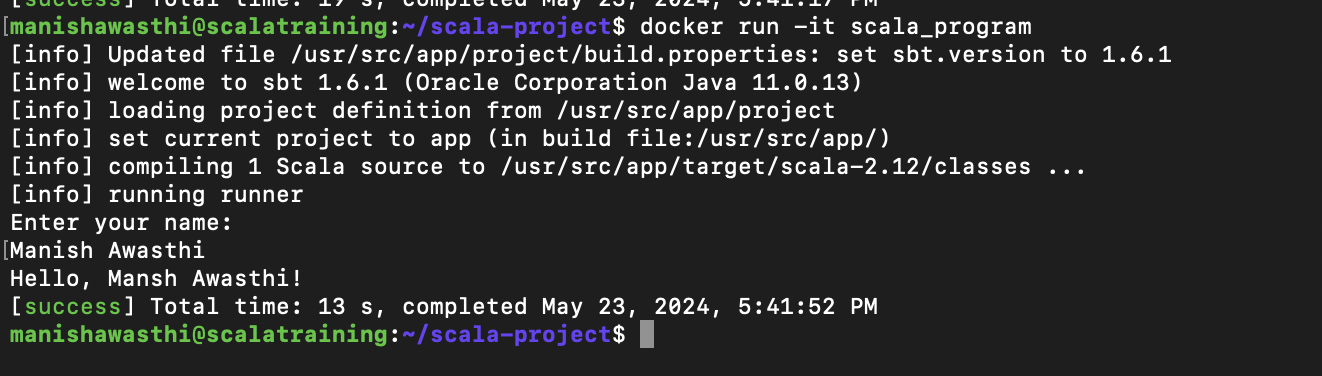 [success] Total time: 19 s, completed May 23, 2024, 5:41:17 PM
manishawasthi@scalatraining:~/scala-project$ docker run -it scala_program
[info] Updated file /usr/src/app/project/build.properties: set sbt.version to 1.6.1
[info] welcome to sbt 1.6.1 (Oracle Corporation Java 11.0.13)
[info] loading project definition from /usr/src/app/project
[info] set current project to app (in build file:/usr/src/app/)
[info] compiling 1 Scala source to /usr/src/app/target/scala-2.12/classes ...
[info] running runner
Enter your name:
Manish Awasthi
Hello, Mansh Awasthi!
[success] Total time: 13 s, completed May 23, 2024, 5:41:52 PM
manishawasthi@scalatraining:~/scala-project$